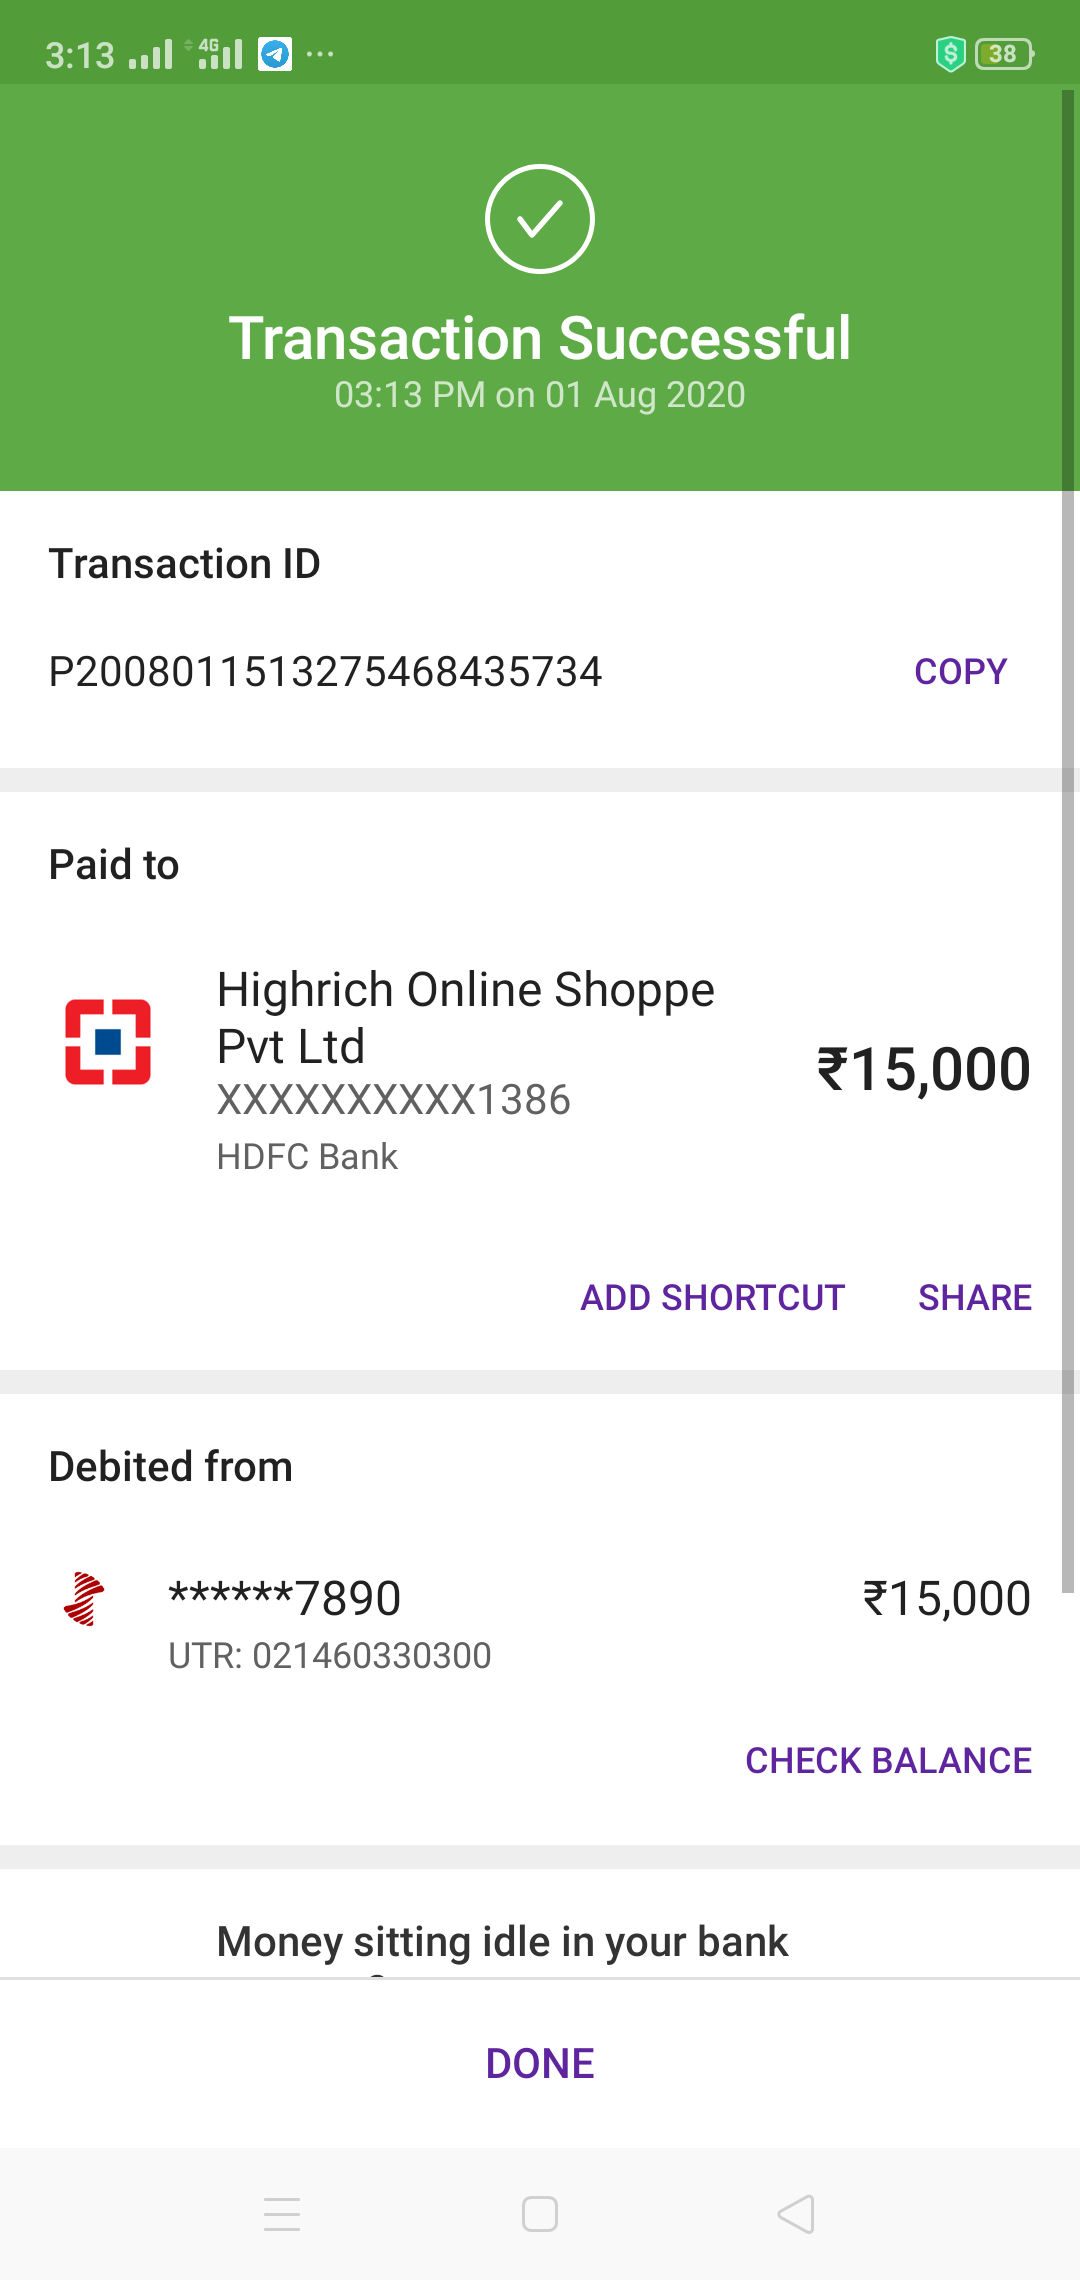 3:13 4G ... $ 38
Transaction Successful
03:13 PM on 01 Aug 2020
Transaction ID
P2008011513275468435734 COPY
Paid to
Highrich Online Shoppe
Pvt Ltd
₹15,000
XXXXXXXXXX1386
HDFC Bank
ADD SHORTCUT SHARE
Debited from
******7890 ₹15,000
UTR: 021460330300
CHECK BALANCE
Money sitting idle in your bank
DONE